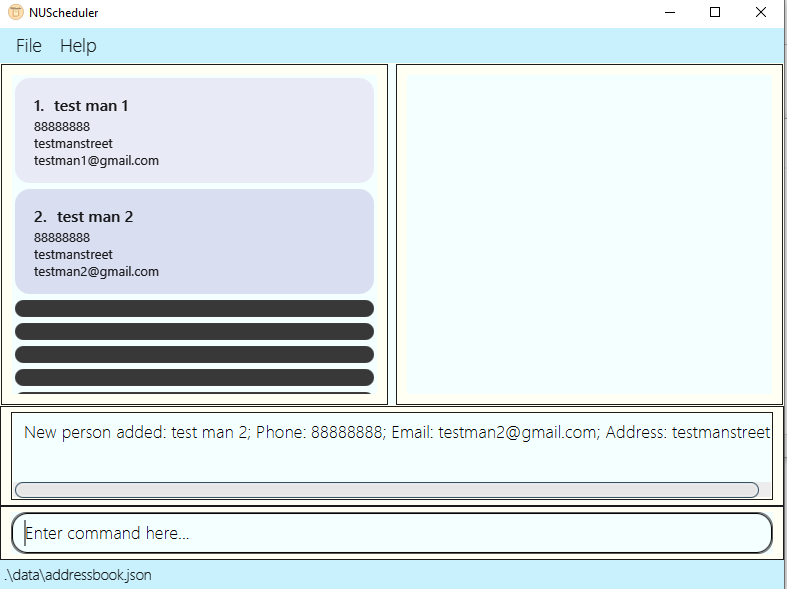 NUScheduler
File Help
1. test man 1
88888888
testmanstreet
testman1@gmail.com
2. test man 2
88888888
testmanstreet
testman2@gmail.com
New person added: test man 2; Phone: 88888888; Email: testman2@gmail.com; Address: testmanstreet
Enter command here...
.\data\addressbook.json